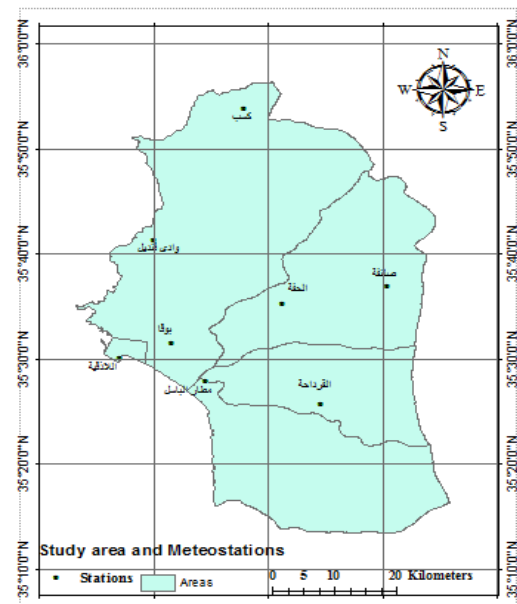 36°0'0"N
N
W E
S
كسب
35°50'0"N
وادى قنديل
35°40'0"N
صلنفة
الحفة
بوقا
35°30'0"N
اللاذقية
مطار الباسل
القرداحة
35°20'0"N
35°10'0"N
Study area and Meteostations
Stations
Areas
0 5 10 20 Kilometers